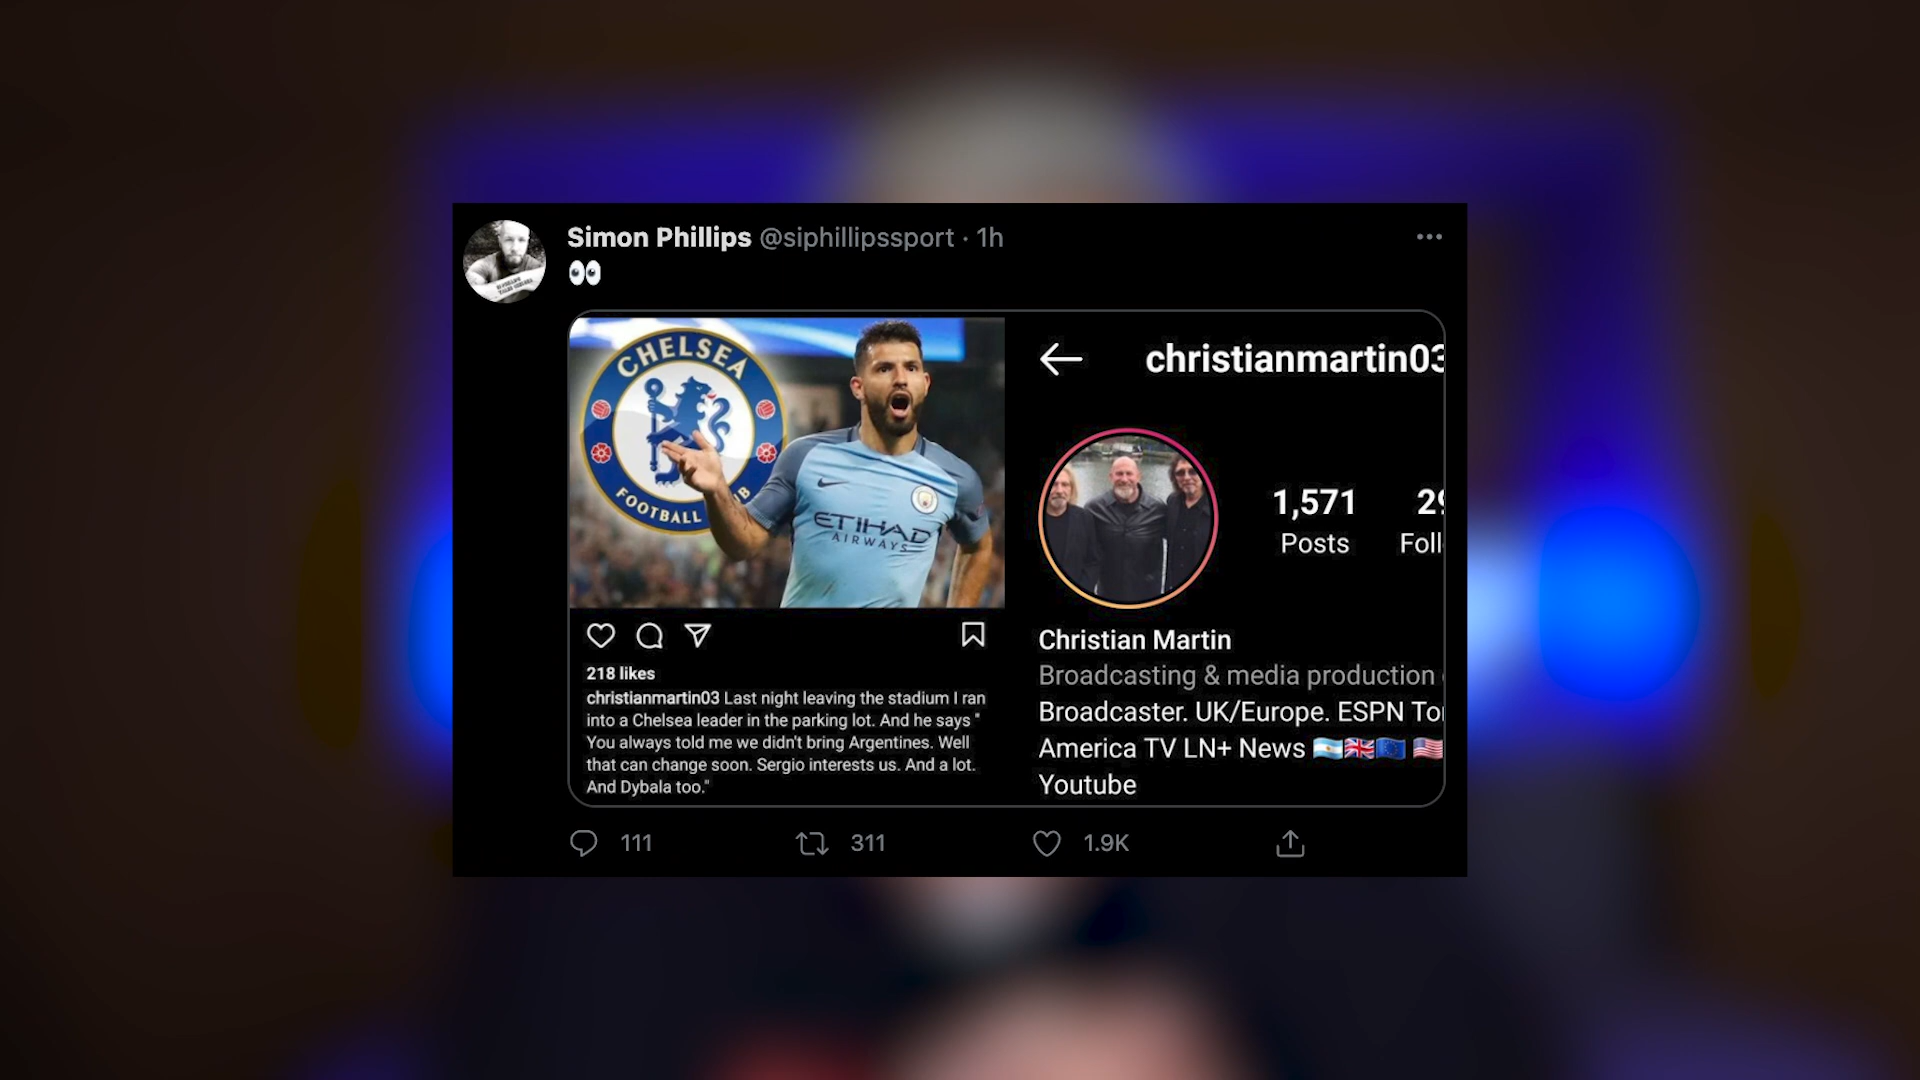 Simon Phillips @siphillipssport · 1h
👀
CHELSEA
FOOTBALL
ETIHAD
AIRWAYS
218 likes
christianmartin03 Last night leaving the stadium I ran
into a Chelsea leader in the parking lot. And he says "
You always told me we didn't bring Argentines. Well
that can change soon. Sergio interests us. And a lot.
And Dybala too."
christianmartin03
1,571
Posts
Christian Martin
Broadcasting & media production
Broadcaster. UK/Europe. ESPN
America TV LN+ News 🇦🇷🇬🇧🇪🇺 🇺🇸
Youtube
111
311
1.9K